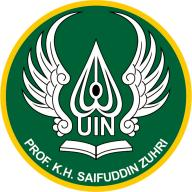 UIN
PROF. K.H. SAIFUDDIN ZUHRI